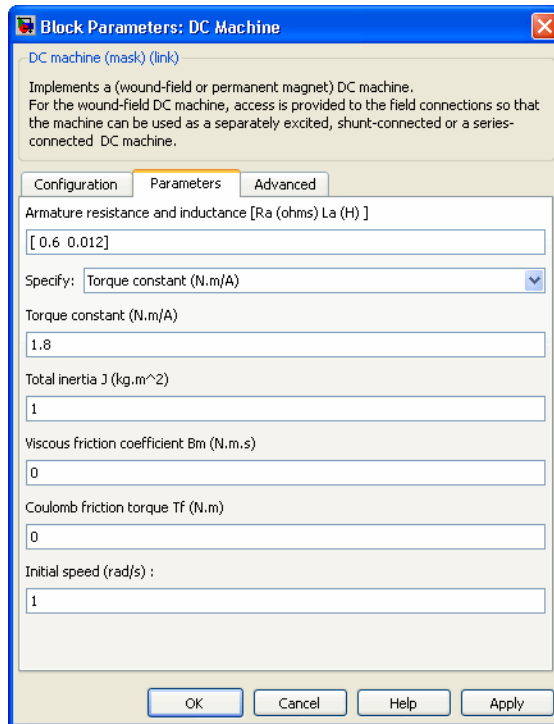 Block Parameters: DC Machine
DC machine (mask) (link)
Implements a (wound-field or permanent magnet) DC machine.
For the wound-field DC machine, access is provided to the field connections so that
the machine can be used as a separately excited, shunt-connected or a series-
connected DC machine.
Configuration Parameters Advanced
Armature resistance and inductance [Ra (ohms) La (H) ]
[ 0.6 0.012]
Specify: Torque constant (N.m/A)
Torque constant (N.m/A)
1.8
Total inertia J (kg.m^2)
1
Viscous friction coefficient Bm (N.m.s)
0
Coulomb friction torque Tf (N.m)
0
Initial speed (rad/s) :
1
OK Cancel Help Apply